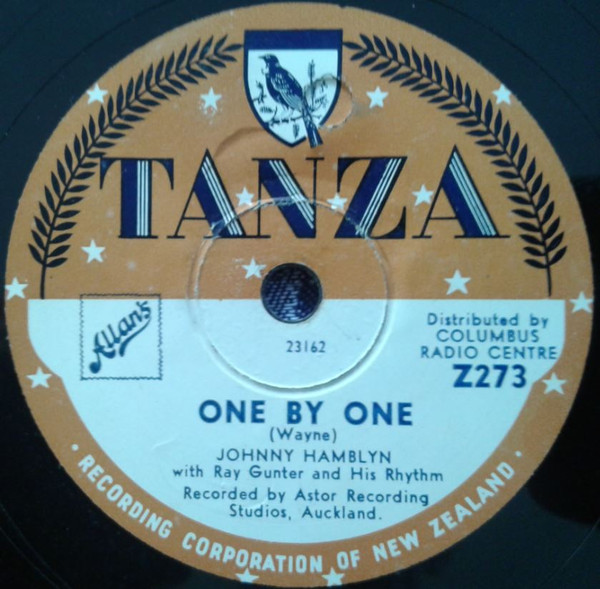 TANZA
Allan's
Distributed by
COLUMBUS
RADIO CENTRE
Z273
23162
ONE BY ONE
(Wayne)
JOHNNY HAMBLYN
with Ray Gunter and His Rhythm
Recorded by Astor Recording
Studios, Auckland.
· RECORDING CORPORATION OF NEW ZEALAND ·